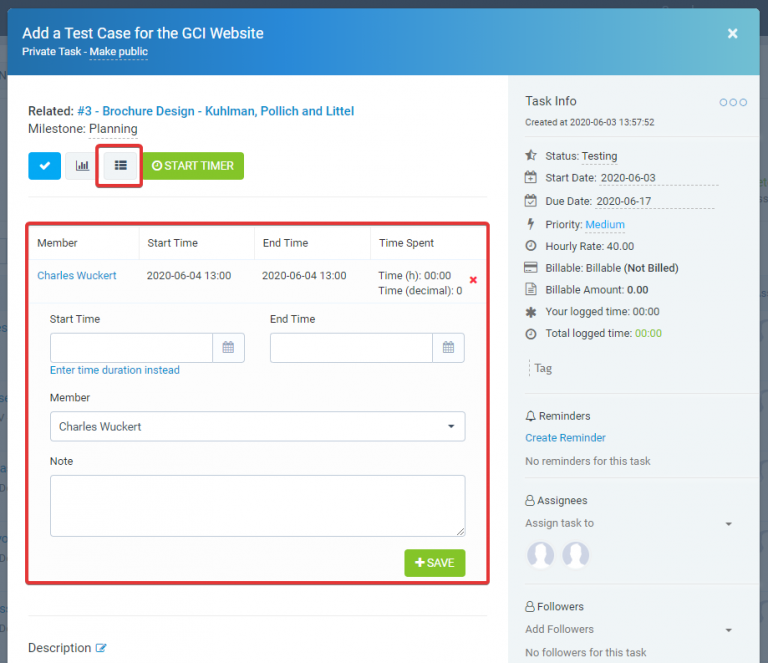 Add a Test Case for the GCI Website
Private Task - Make public
Related: #3 - Brochure Design - Kuhlman, Pollich and Littel
Milestone: Planning
START TIMER
Member Start Time End Time Time Spent
Charles Wuckert 2020-06-04 13:00 2020-06-04 13:00 Time (h): 00:00
Time (decimal): 0
Start Time End Time
Enter time duration instead
Member
Charles Wuckert
Note
SAVE
Description
Task Info
Created at 2020-06-03 13:57:52
Status: Testing
Start Date: 2020-06-03
Due Date: 2020-06-17
Priority: Medium
Hourly Rate: 40.00
Billable: Billable (Not Billed)
Billable Amount: 0.00
Your logged time: 00:00
Total logged time: 00:00
Tag
Reminders
Create Reminder
No reminders for this task
Assignees
Assign task to
Followers
Add Followers
No followers for this task